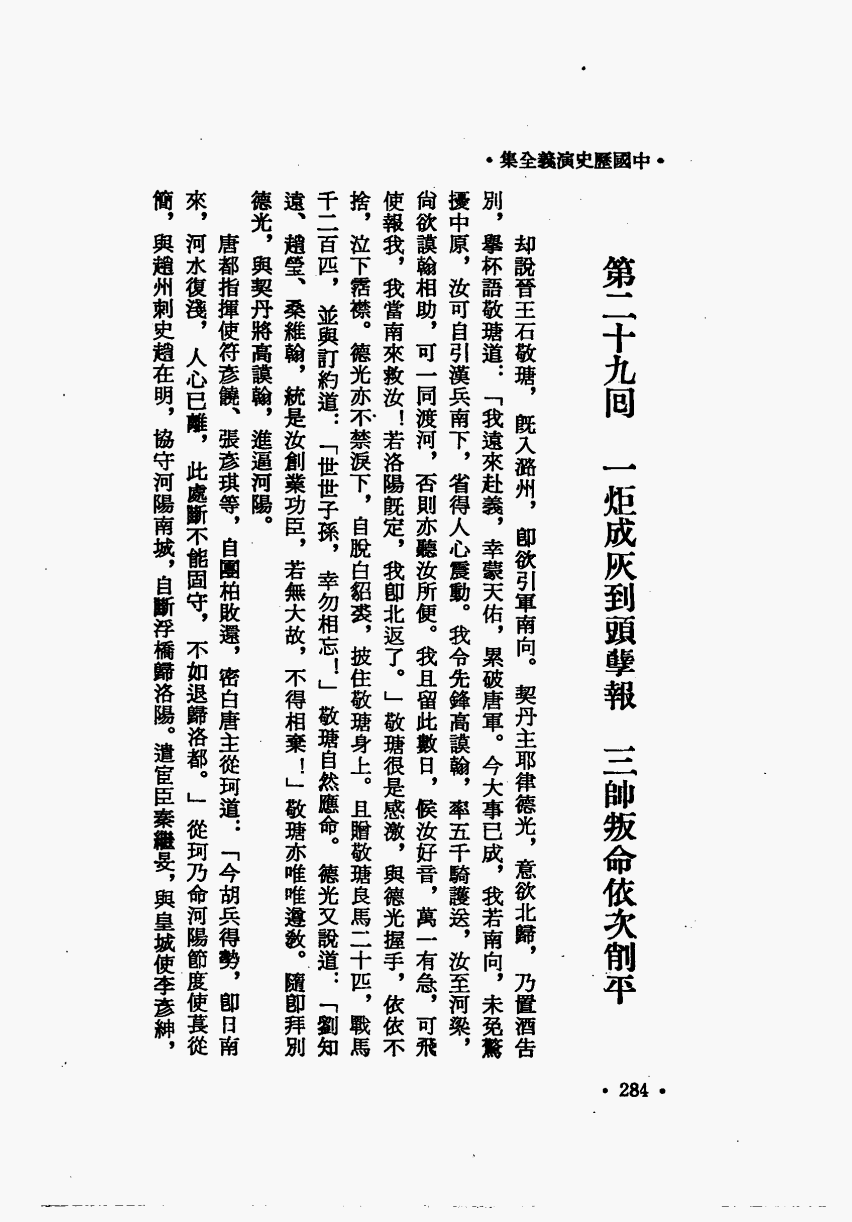 ·中國歷史演義全集·
第二十九回　一炬成灰到頭孽報　三帥叛命依次削平
却說晉王石敬瑭，既入潞州，卽欲引軍南向。契丹主耶律德光，意欲北歸，乃置酒告
別，舉杯語敬瑭道：「我遠來赴義，幸蒙天佑，累破唐軍。今大事已成，我若南向，未免驚
擾中原，汝可自引漢兵南下，省得人心震動。我令先鋒高謨翰，率五千騎護送，汝至河梁，
尙欲謨翰相助，可一同渡河，否則亦聽汝所便。我且留此數日，候汝好音，萬一有急，可飛
使報我，我當南來救汝！若洛陽旣定，我卽北返了。」敬瑭很是感激，與德光握手，依依不
捨，泣下霑襟。德光亦不禁淚下，自脫白貂裘，披住敬瑭身上。且贈敬瑭良馬二十匹，戰馬
千二百匹，並與訂約道：「世世子孫，幸勿相忘！」敬瑭自然應命。德光又說道：「劉知
遠、趙瑩、桑維翰，統是汝創業功臣，若無大故，不得相棄！」敬瑭亦唯唯遵教。隨卽拜別
德光，與契丹將高謨翰，進逼河陽。
唐都指揮使符彥饒、張彥琪等，自團柏敗還，密白唐主從珂道：「今胡兵得勢，卽日南
來，河水復淺，人心已離，此處斷不能固守，不如退歸洛都。」從珂乃命河陽節度使萇從
簡，與趙州刺史趙在明，協守河陽南城，自斷浮橋歸洛陽。遣宦臣秦繼旻，與皇城使李彥紳，
· 284 ·